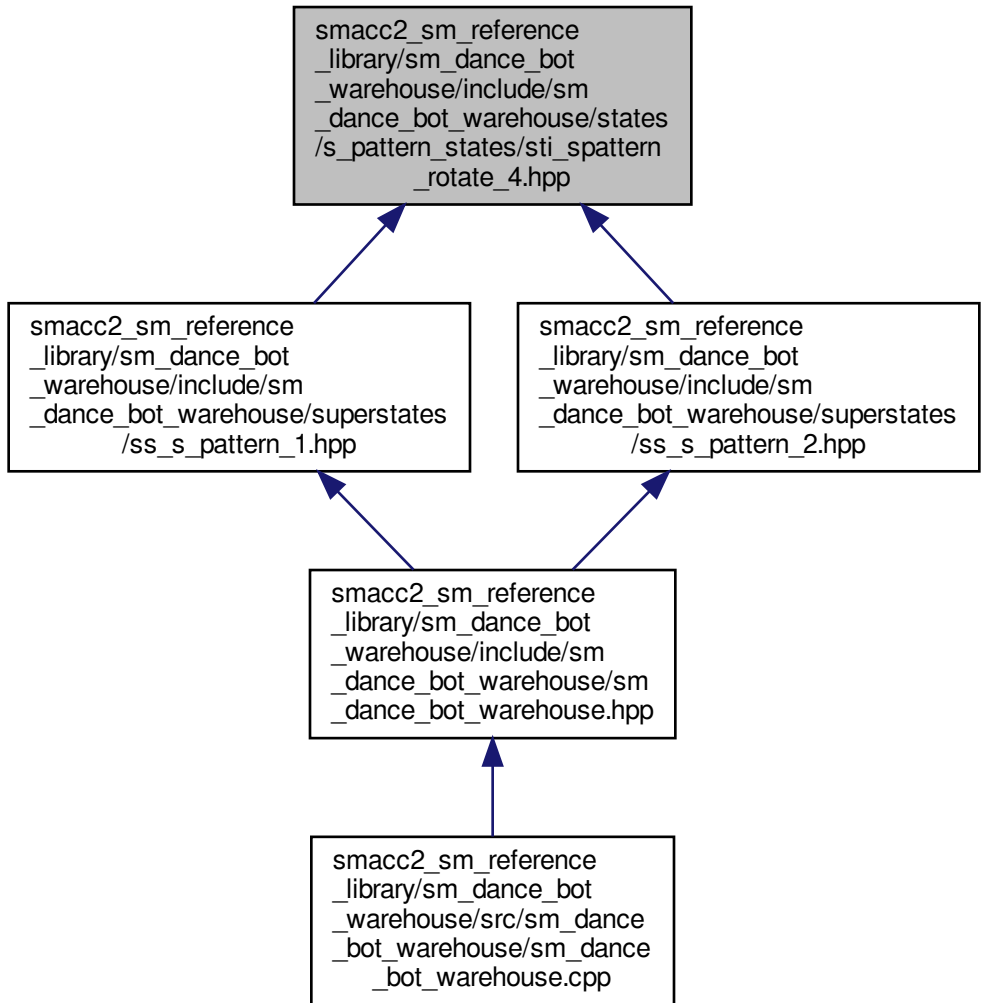 smacc2_sm_reference
_library/sm_dance_bot
_warehouse/include/sm
_dance_bot_warehouse/states
/s_pattern_states/sti_spattern
_rotate_4.hpp
smacc2_sm_reference
_library/sm_dance_bot
_warehouse/include/sm
_dance_bot_warehouse/superstates
/ss_s_pattern_1.hpp
smacc2_sm_reference
_library/sm_dance_bot
_warehouse/include/sm
_dance_bot_warehouse/superstates
/ss_s_pattern_2.hpp
smacc2_sm_reference
_library/sm_dance_bot
_warehouse/include/sm
_dance_bot_warehouse/sm
_dance_bot_warehouse.hpp
smacc2_sm_reference
_library/sm_dance_bot
_warehouse/src/sm_dance
_bot_warehouse/sm_dance
_bot_warehouse.cpp